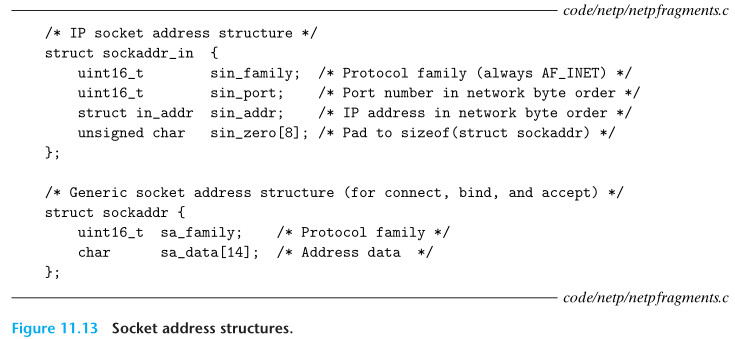 code/netp/netpfragments.c
/* IP socket address structure */
struct sockaddr_in {
uint16_t sin_family; /* Protocol family (always AF_INET) */
uint16_t sin_port; /* Port number in network byte order */
struct in_addr sin_addr; /* IP address in network byte order */
unsigned char sin_zero[8]; /* Pad to sizeof(struct sockaddr) */
};
/* Generic socket address structure (for connect, bind, and accept) */
struct sockaddr {
uint16_t sa_family; /* Protocol family */
char sa_data[14]; /* Address data */
};
code/netp/netpfragments.c
Figure 11.13 Socket address structures.